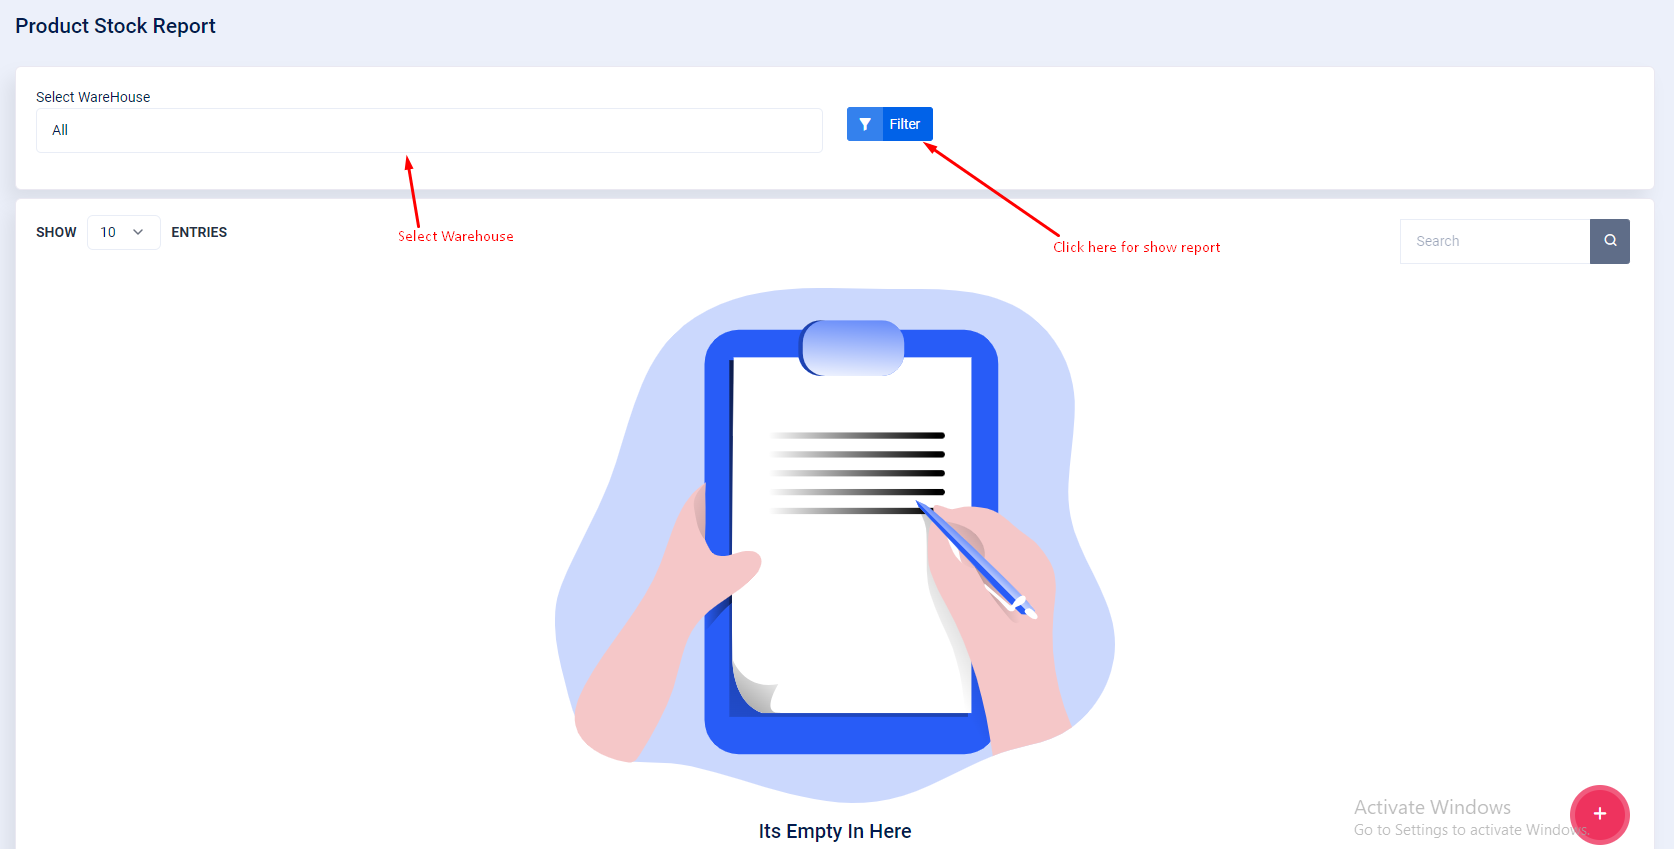 Product Stock Report
Select WareHouse
All
Filter
SHOW 10 ENTRIES
Select Warehouse
Click here for show report
Search
Its Empty In Here
Activate Windows
Go to Settings to activate Windows.
+